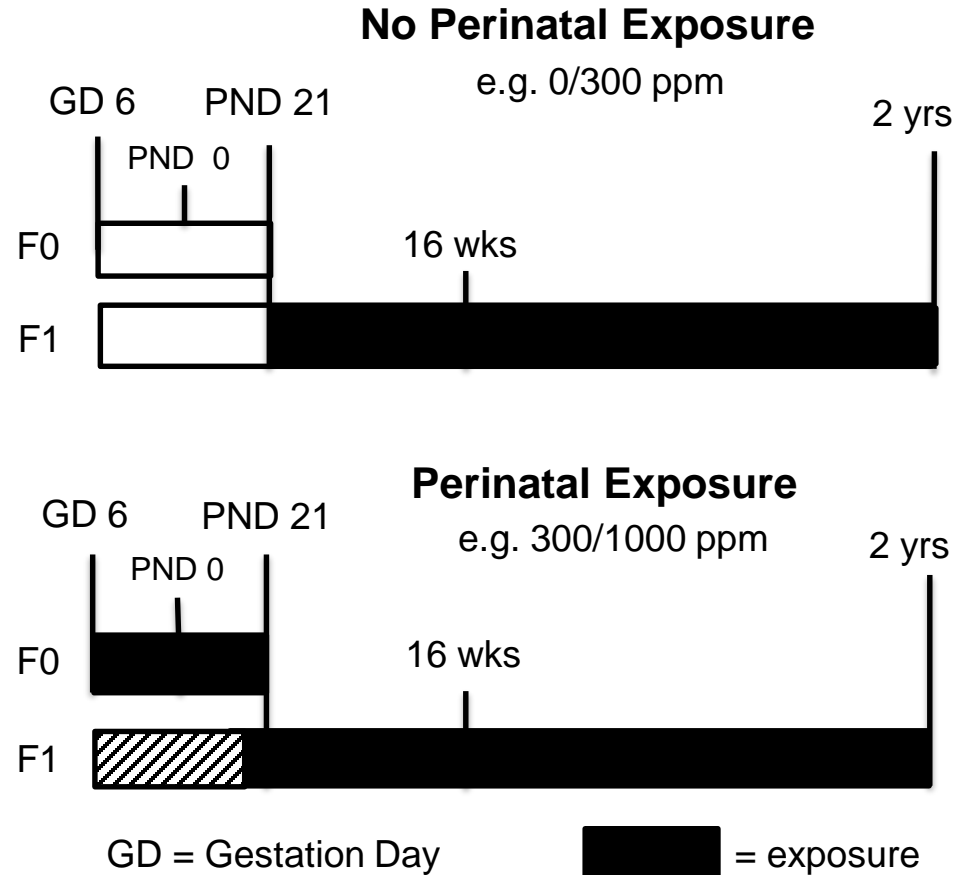 No Perinatal Exposure
e.g. 0/300 ppm
GD 6 PND 21 2 yrs
PND 0
F0 16 wks
F1
Perinatal Exposure
GD 6 PND 21 e.g. 300/1000 ppm 2 yrs
PND 0
F0 16 wks
F1
GD = Gestation Day = exposure